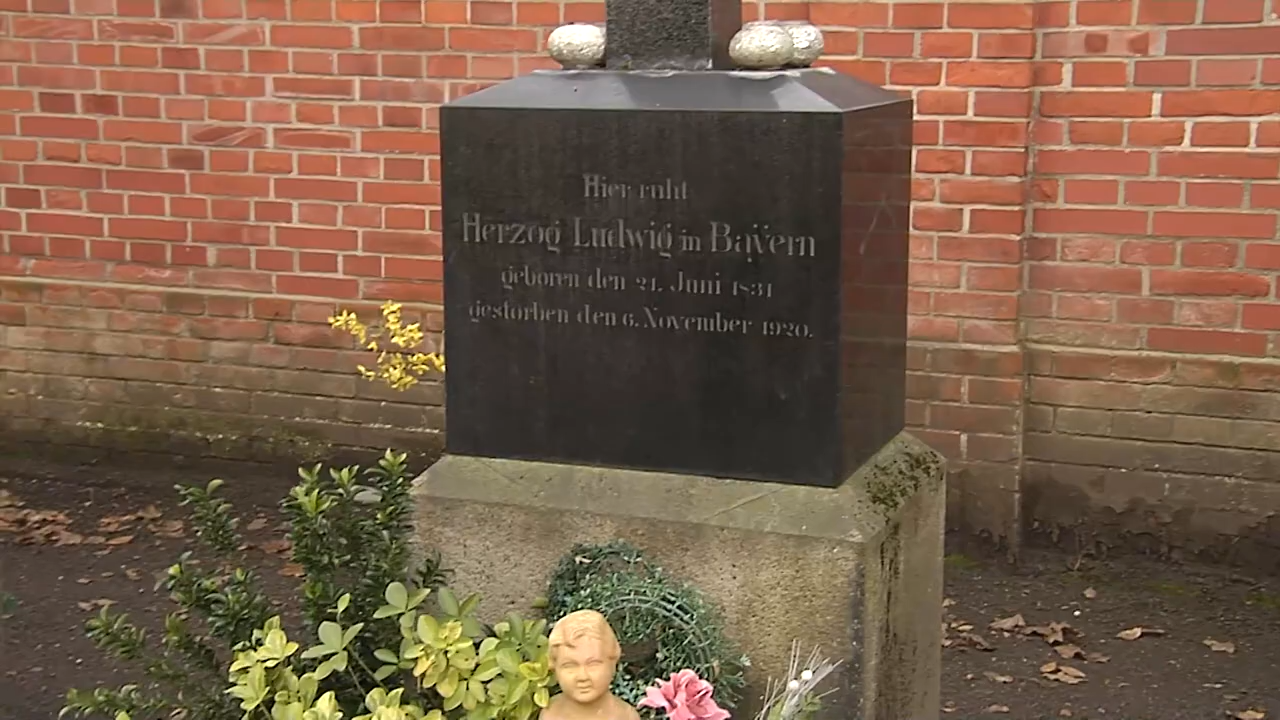 Hier ruht
Herzog Ludwig in Bayern
geboren den 21. Juni 1831
gestorben den 6. November 1920.